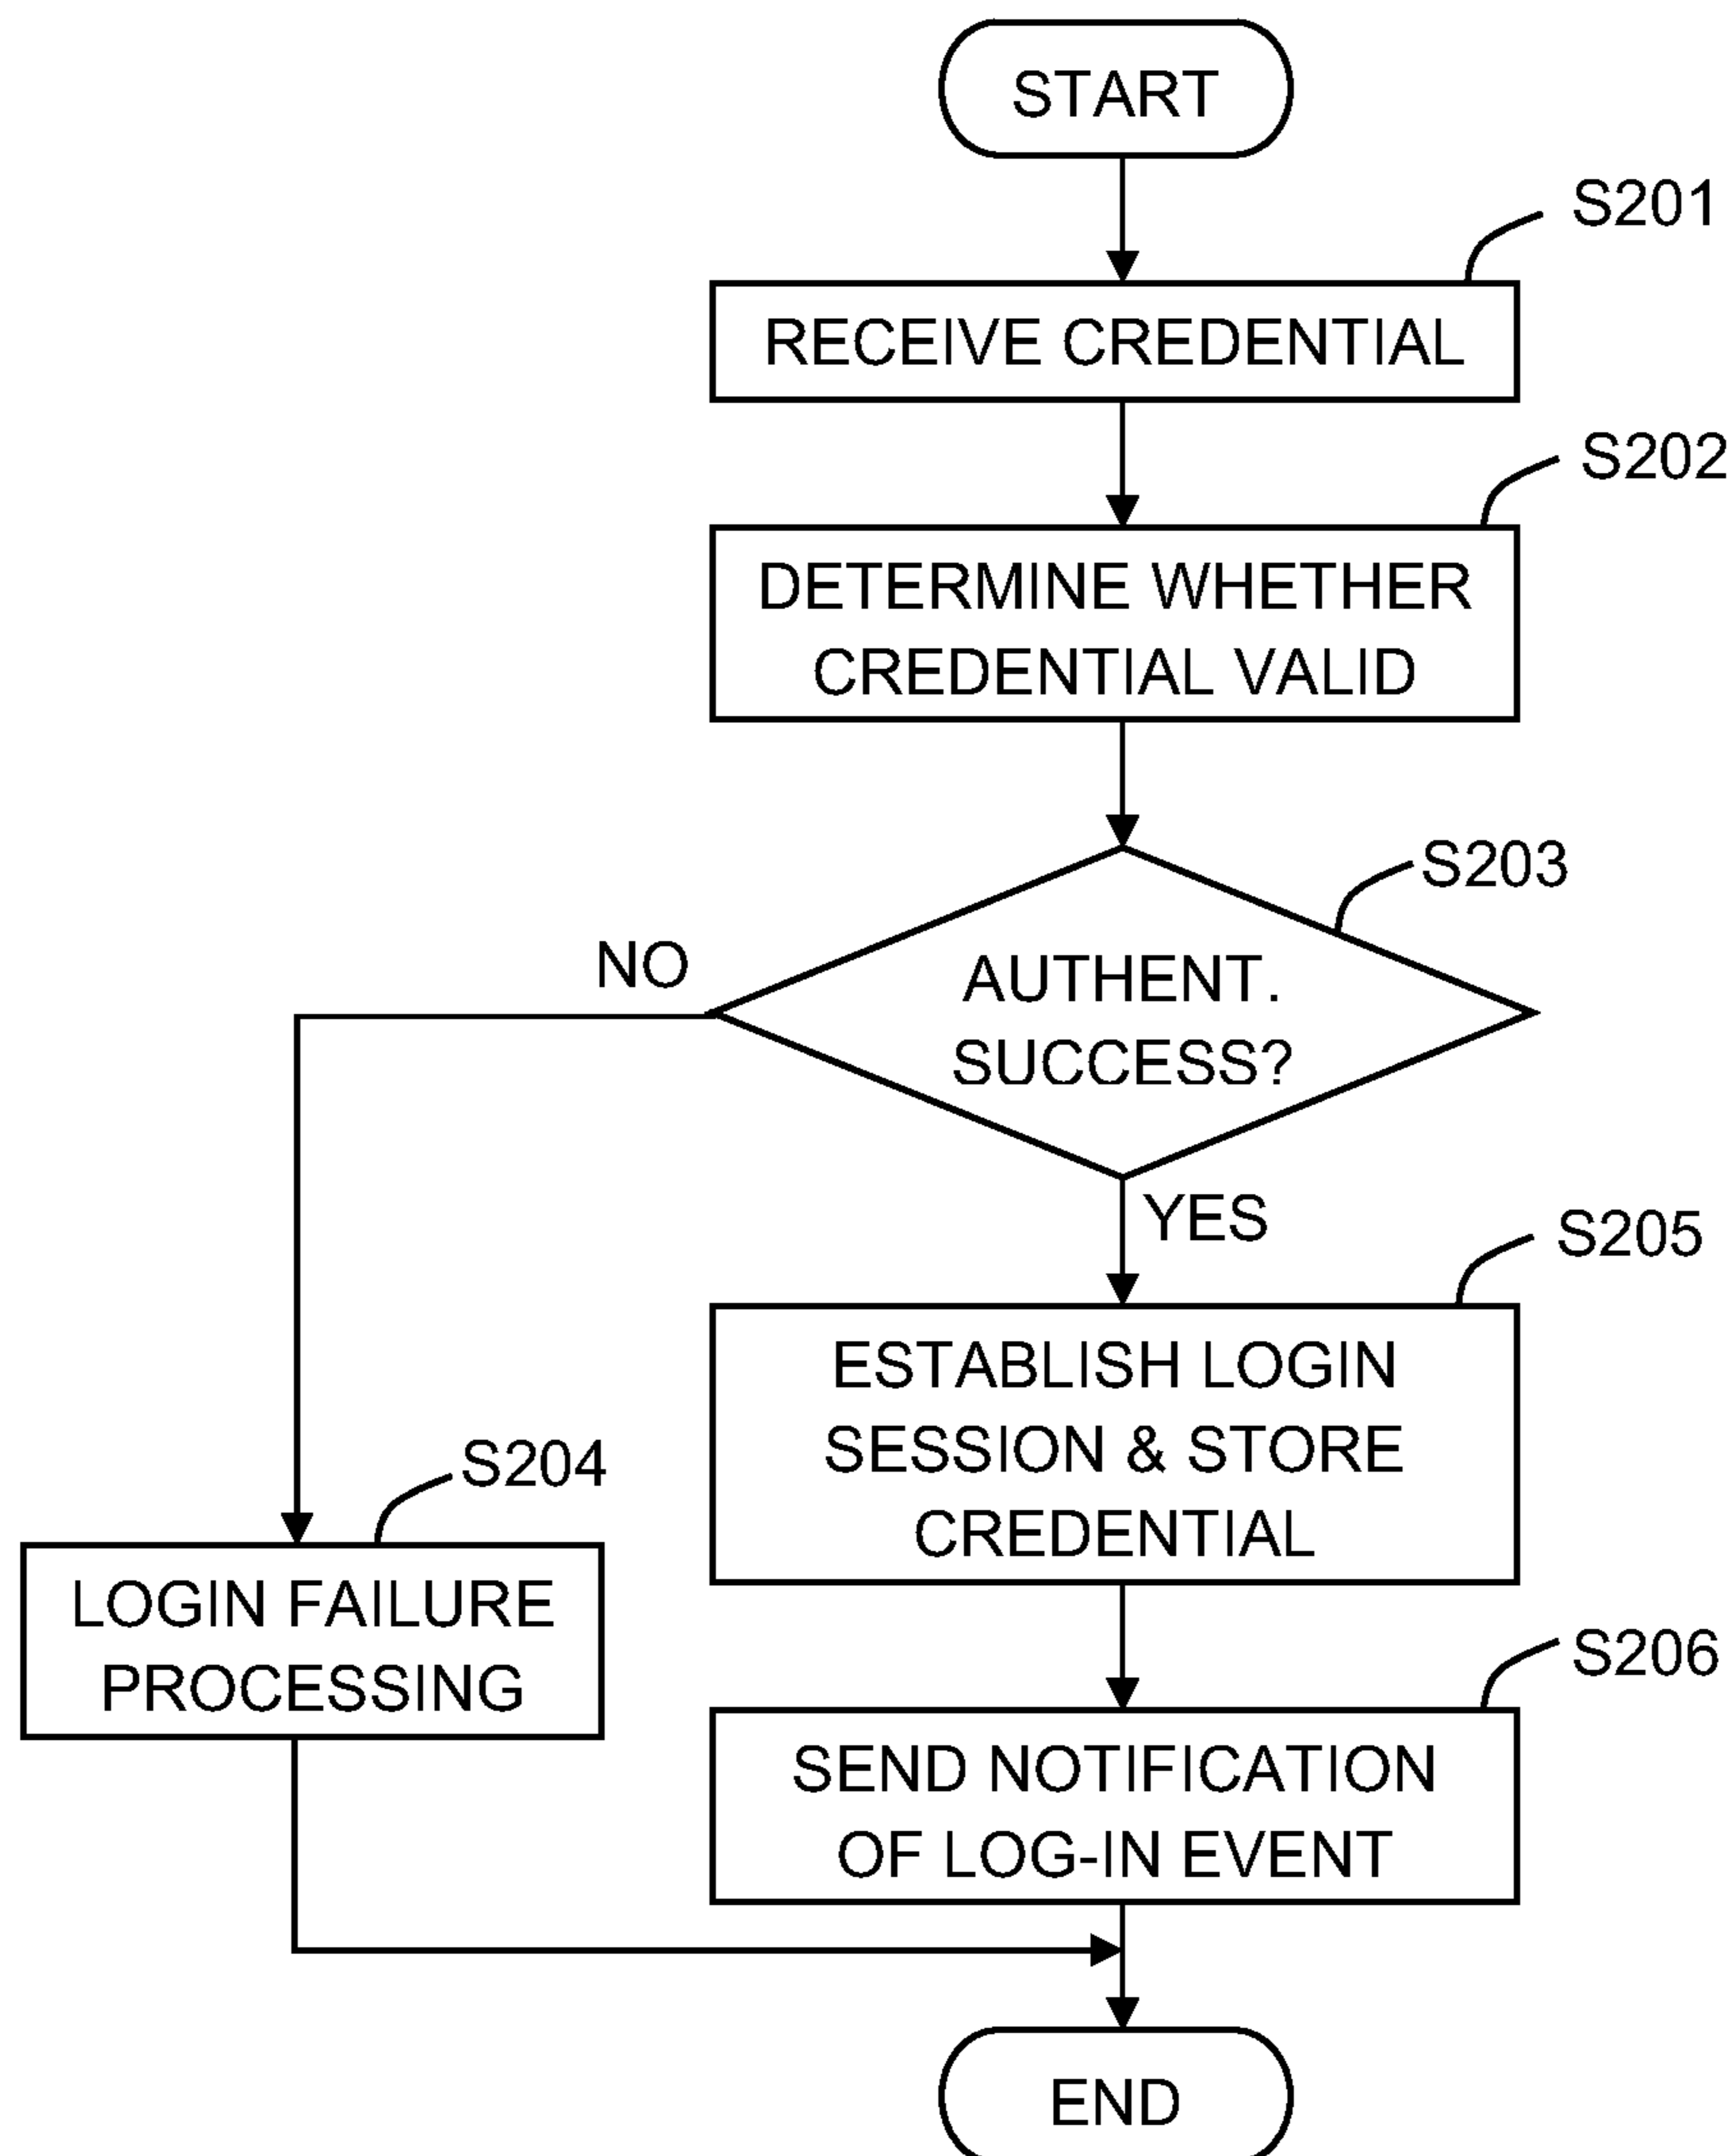 START
S201
RECEIVE CREDENTIAL
S202
DETERMINE WHETHER
CREDENTIAL VALID
S203
NO
AUTHENT.
SUCCESS?
YES
S205
ESTABLISH LOGIN
SESSION & STORE
CREDENTIAL
S204
LOGIN FAILURE
PROCESSING
S206
SEND NOTIFICATION
OF LOG-IN EVENT
END